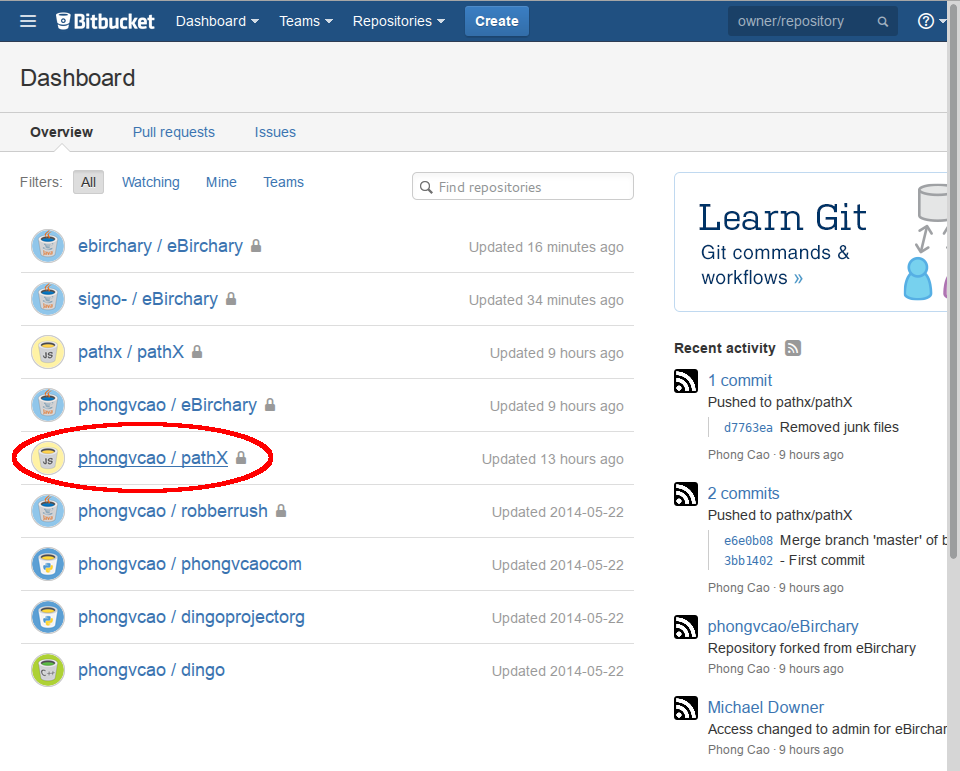 Bitbucket Dashboard Teams Repositories Create owner/repository ?
Dashboard
Overview Pull requests Issues
Filters: All Watching Mine Teams Find repositories
ebirchary / eBirchary Updated 16 minutes ago
signo- / eBirchary Updated 34 minutes ago
JS pathx / pathX Updated 9 hours ago
phongvcao / eBirchary Updated 9 hours ago
JS phongvcao / pathX Updated 13 hours ago
phongvcao / robberrush Updated 2014-05-22
phongvcao / phongvcaocom Updated 2014-05-22
phongvcao / dingoprojectorg Updated 2014-05-22
C++ phongvcao / dingo Updated 2014-05-22
Learn Git
Git commands &
workflows »
Recent activity
1 commit
Pushed to pathx/pathX
d7763ea Removed junk files
Phong Cao · 9 hours ago
2 commits
Pushed to pathx/pathX
e6e0b08 Merge branch 'master' of b
3bb1402 - First commit
Phong Cao · 9 hours ago
phongvcao/eBirchary
Repository forked from eBirchary
Phong Cao · 9 hours ago
Michael Downer
Access changed to admin for eBirchar
Phong Cao · 9 hours ago